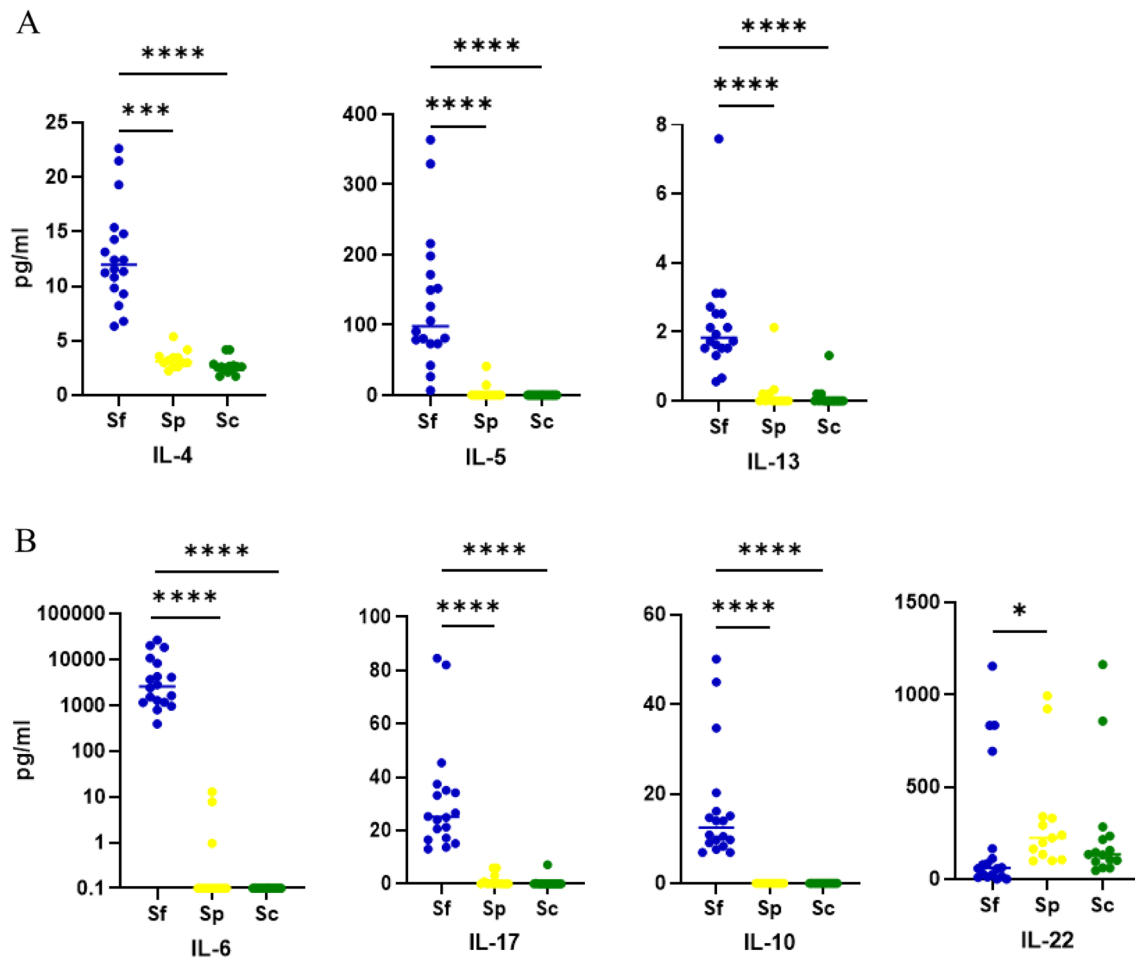 A
**** **** ****
*** **** ****
25 400 8
20 300 6
15 200 4
10 100 2
5 0 0
0
pg/ml
Sf Sp Sc Sf Sp Sc Sf Sp Sc
IL-4 IL-5 IL-13
B
**** **** ****
**** **** **** *
100000 100 60 1500
10000 80 40 1000
1000 60 20 500
100 40 0 0
10 20
1 0
0.1
pg/ml
Sf Sp Sc Sf Sp Sc Sf Sp Sc Sf Sp Sc
IL-6 IL-17 IL-10 IL-22